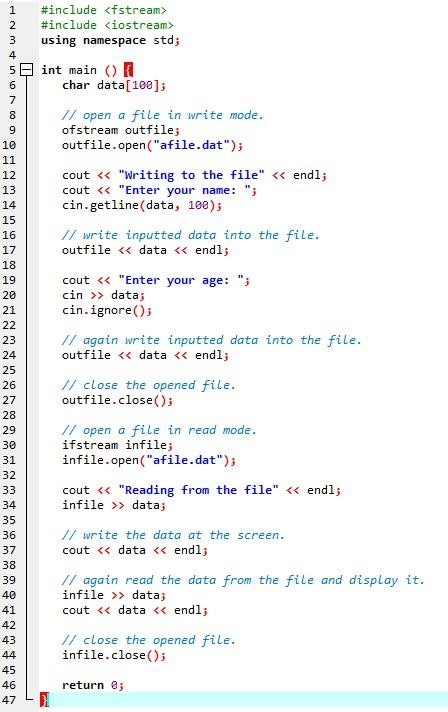 1 #include <fstream>
2 #include <iostream>
3 using namespace std;
4
5 int main () {
6 char data[100];
7
8 // open a file in write mode.
9 ofstream outfile;
10 outfile.open("afile.dat");
11
12 cout << "Writing to the file" << endl;
13 cout << "Enter your name: ";
14 cin.getline(data, 100);
15
16 // write inputted data into the file.
17 outfile << data << endl;
18
19 cout << "Enter your age: ";
20 cin >> data;
21 cin.ignore();
22
23 // again write inputted data into the file.
24 outfile << data << endl;
25
26 // close the opened file.
27 outfile.close();
28
29 // open a file in read mode.
30 ifstream infile;
31 infile.open("afile.dat");
32
33 cout << "Reading from the file" << endl;
34 infile >> data;
35
36 // write the data at the screen.
37 cout << data << endl;
38
39 // again read the data from the file and display it.
40 infile >> data;
41 cout << data << endl;
42
43 // close the opened file.
44 infile.close();
45
46 return 0;
47 }